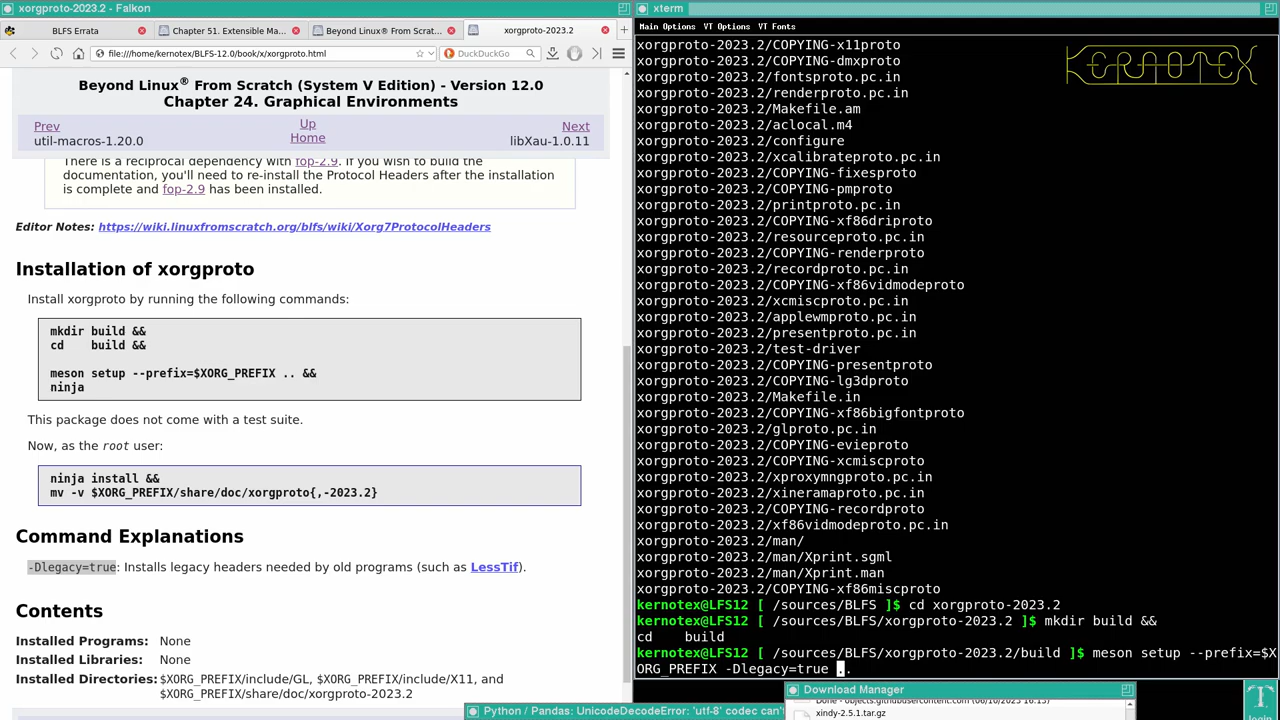 xorgproto-2023.2 - Falkon
BLFS Errata
Chapter 51. Extensible Ma
Beyond Linux® From Scrat
xorgproto-2023.2
file:///home/kernotex/BLFS-12.0/book/x/xorgproto.html
DuckDuckGo
Beyond Linux® From Scratch (System V Edition) - Version 12.0
Chapter 24. Graphical Environments
Prev
Up
Next
util-macros-1.20.0
Home
libXau-1.0.11
There is a reciprocal dependency with fop-2.9. If you wish to build the
documentation, you'll need to re-install the Protocol Headers after the installation
is complete and fop-2.9 has been installed.
Editor Notes: https://wiki.linuxfromscratch.org/blfs/wiki/Xorg7ProtocolHeaders
Installation of xorgproto
Install xorgproto by running the following commands:
mkdir build &&
cd    build &&
meson setup --prefix=$XORG_PREFIX .. &&
ninja
This package does not come with a test suite.
Now, as the root user:
ninja install &&
mv -v $XORG_PREFIX/share/doc/xorgproto{,-2023.2}
Command Explanations
-Dlegacy=true: Installs legacy headers needed by old programs (such as LessTif).
Contents
Installed Programs: None
Installed Libraries: None
Installed Directories: $XORG_PREFIX/include/GL, $XORG_PREFIX/include/X11, and
$XORG_PREFIX/share/doc/xorgproto-2023.2
xterm
Main Options VT Options VT Fonts
KERNOTEX
xorgproto-2023.2/COPYING-x11proto
xorgproto-2023.2/COPYING-dmxproto
xorgproto-2023.2/fontsproto.pc.in
xorgproto-2023.2/renderproto.pc.in
xorgproto-2023.2/Makefile.am
xorgproto-2023.2/aclocal.m4
xorgproto-2023.2/configure
xorgproto-2023.2/xcalibrateproto.pc.in
xorgproto-2023.2/COPYING-fixesproto
xorgproto-2023.2/COPYING-pmproto
xorgproto-2023.2/printproto.pc.in
xorgproto-2023.2/COPYING-xf86driproto
xorgproto-2023.2/resourceproto.pc.in
xorgproto-2023.2/COPYING-renderproto
xorgproto-2023.2/recordproto.pc.in
xorgproto-2023.2/COPYING-xf86vidmodeproto
xorgproto-2023.2/xcmiscproto.pc.in
xorgproto-2023.2/applewmproto.pc.in
xorgproto-2023.2/presentproto.pc.in
xorgproto-2023.2/test-driver
xorgproto-2023.2/COPYING-presentproto
xorgproto-2023.2/COPYING-lg3dproto
xorgproto-2023.2/Makefile.in
xorgproto-2023.2/COPYING-xf86bigfontproto
xorgproto-2023.2/glproto.pc.in
xorgproto-2023.2/COPYING-evieproto
xorgproto-2023.2/COPYING-xcmiscproto
xorgproto-2023.2/xproxymngproto.pc.in
xorgproto-2023.2/xineramaproto.pc.in
xorgproto-2023.2/COPYING-recordproto
xorgproto-2023.2/xf86vidmodeproto.pc.in
xorgproto-2023.2/man/
xorgproto-2023.2/man/Xprint.sgml
xorgproto-2023.2/man/Xprint.man
xorgproto-2023.2/COPYING-xf86miscproto
kernotex@LFS12 [ /sources/BLFS ]$ cd xorgproto-2023.2
kernotex@LFS12 [ /sources/BLFS/xorgproto-2023.2 ]$ mkdir build &&
cd    build
kernotex@LFS12 [ /sources/BLFS/xorgproto-2023.2/build ]$ meson setup --prefix=$X
ORG_PREFIX -Dlegacy=true ..
Download Manager
xindy-2.5.1.tar.gz
Python / Pandas: UnicodeDecodeError: 'utf-8' codec can't
login